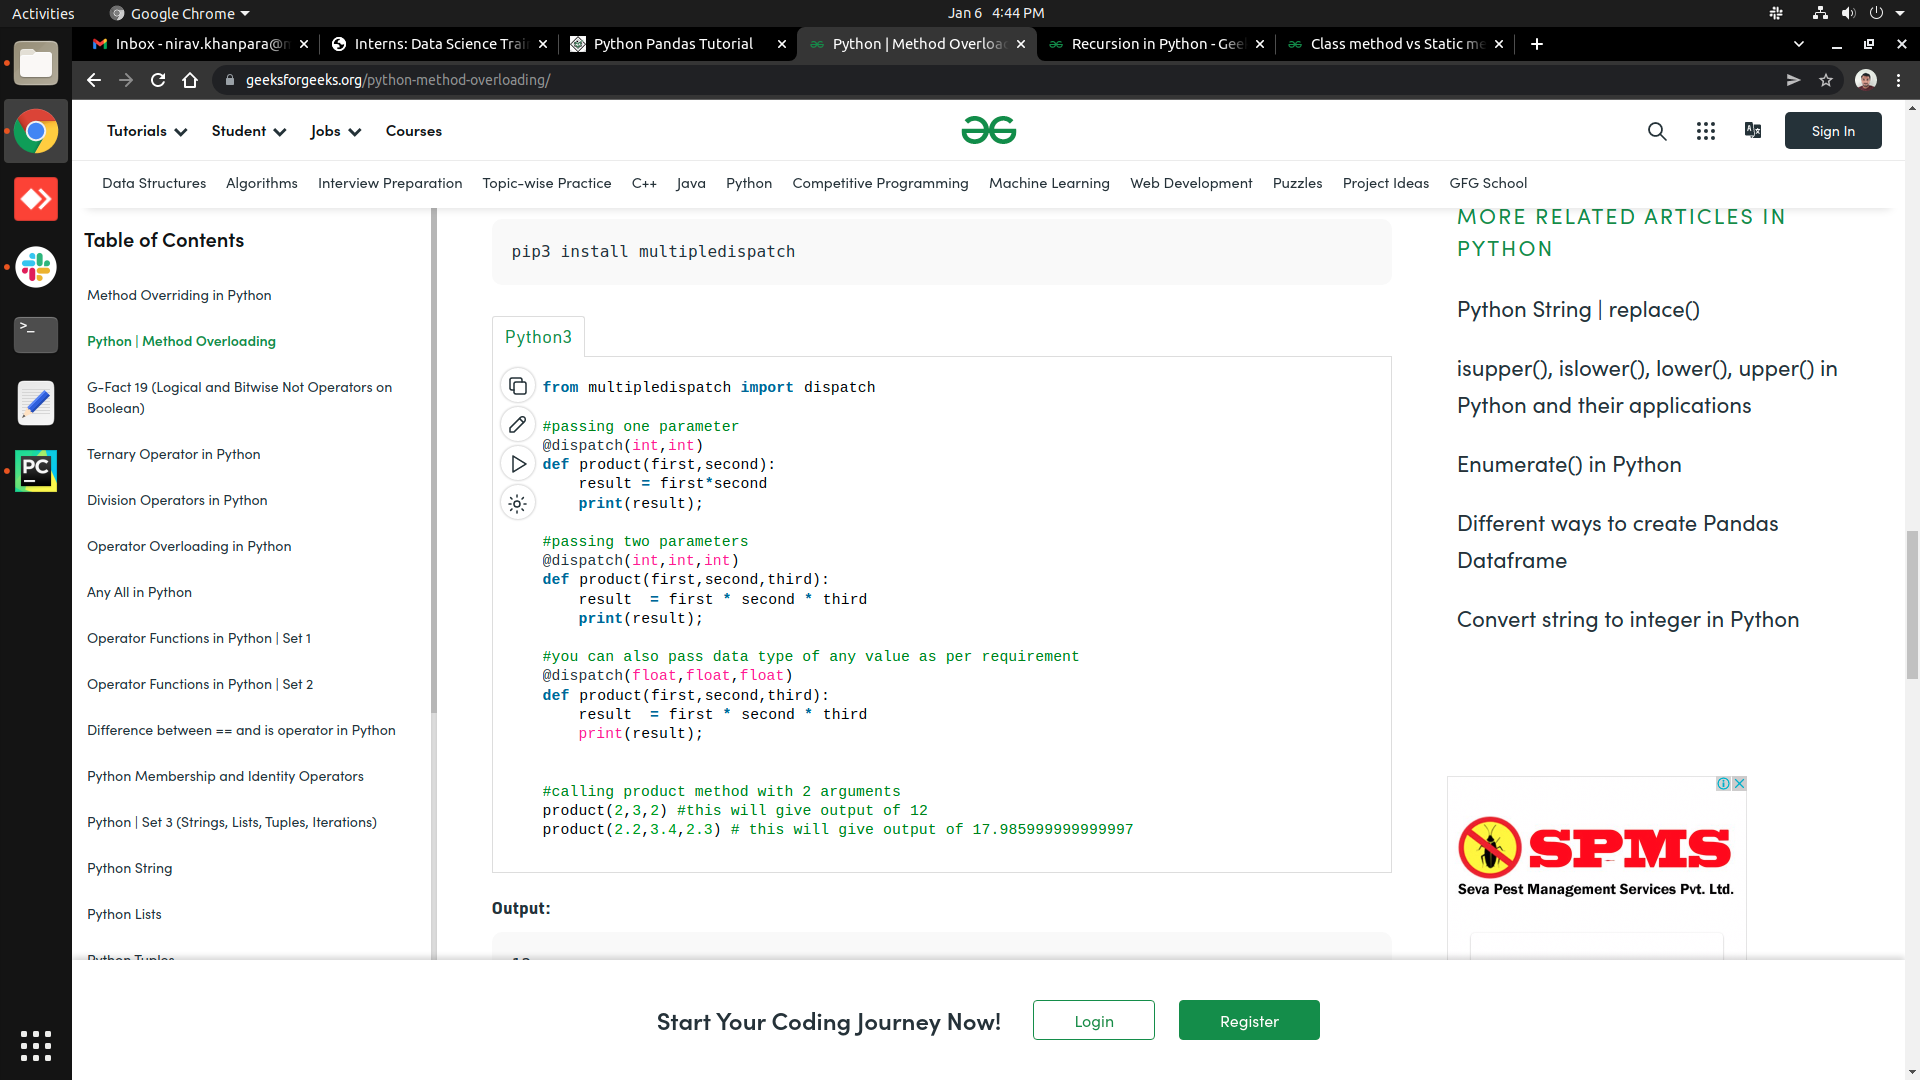 Activities
Google Chrome
Jan 6 4:44 PM
Inbox - nirav.khanpara@
Interns: Data Science Trai
Python Pandas Tutorial
Python | Method Overloa
Recursion in Python - Gee
Class method vs Static me
geeksforgeeks.org/python-method-overloading/
Tutorials
Student
Jobs
Courses
Sign In
Data Structures
Algorithms
Interview Preparation
Topic-wise Practice
C++
Java
Python
Competitive Programming
Machine Learning
Web Development
Puzzles
Project Ideas
GFG School
Table of Contents
Method Overriding in Python
Python | Method Overloading
G-Fact 19 (Logical and Bitwise Not Operators on
Boolean)
Ternary Operator in Python
Division Operators in Python
Operator Overloading in Python
Any All in Python
Operator Functions in Python | Set 1
Operator Functions in Python | Set 2
Difference between == and is operator in Python
Python Membership and Identity Operators
Python | Set 3 (Strings, Lists, Tuples, Iterations)
Python String
Python Lists
Python Tuples
pip3 install multipledispatch
Python3
from multipledispatch import dispatch
#passing one parameter
@dispatch(int,int)
def product(first,second):
    result = first*second
    print(result);
#passing two parameters
@dispatch(int,int,int)
def product(first,second,third):
    result  = first * second * third
    print(result);
#you can also pass data type of any value as per requirement
@dispatch(float,float,float)
def product(first,second,third):
    result  = first * second * third
    print(result);
#calling product method with 2 arguments
product(2,3,2) #this will give output of 12
product(2.2,3.4,2.3) # this will give output of 17.985999999999997
Output:
MORE RELATED ARTICLES IN
PYTHON
Python String | replace()
isupper(), islower(), lower(), upper() in
Python and their applications
Enumerate() in Python
Different ways to create Pandas
Dataframe
Convert string to integer in Python
SPMS
Seva Pest Management Services Pvt. Ltd.
Start Your Coding Journey Now!
Login
Register